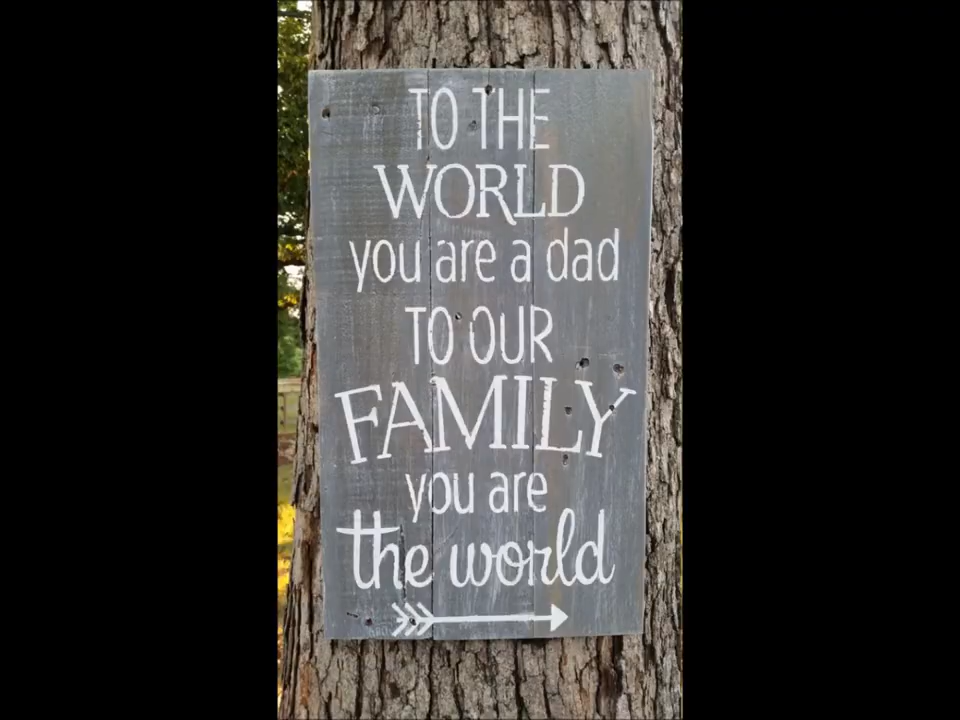 TO THE
WORLD
you are a dad
TO OUR
FAMILY
you are
the world